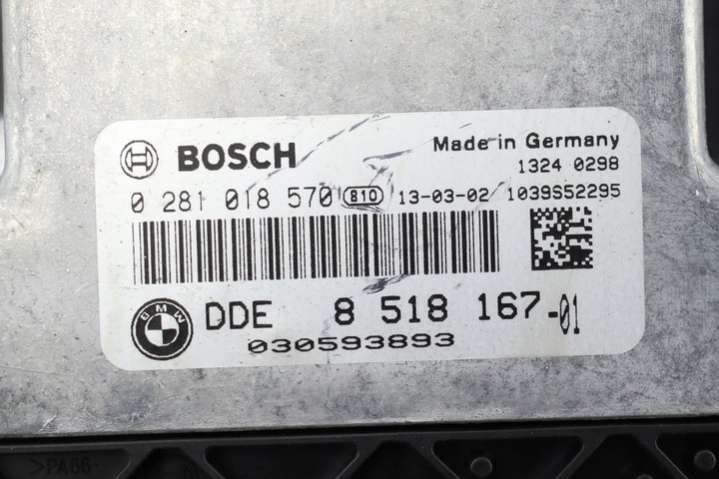 BOSCH
Made in Germany
1324 0298
0 281 018 570 810 13-03-02 1039S52295
BMW
DDE 8 518 167-01
030593893
>PA66-